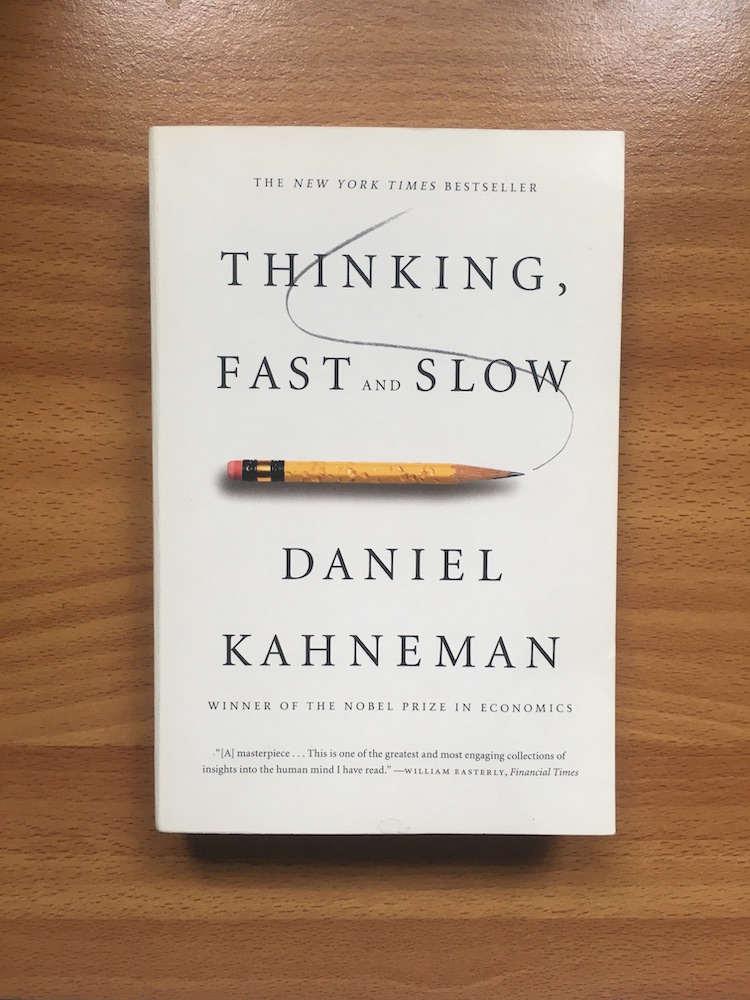 THE NEW YORK TIMES BESTSELLER
THINKING,
FAST AND SLOW
DANIEL
KAHNEMAN
WINNER OF THE NOBEL PRIZE IN ECONOMICS
“[A] masterpiece . . . This is one of the greatest and most engaging collections of
insights into the human mind I have read.” —WILLIAM EASTERLY, Financial Times